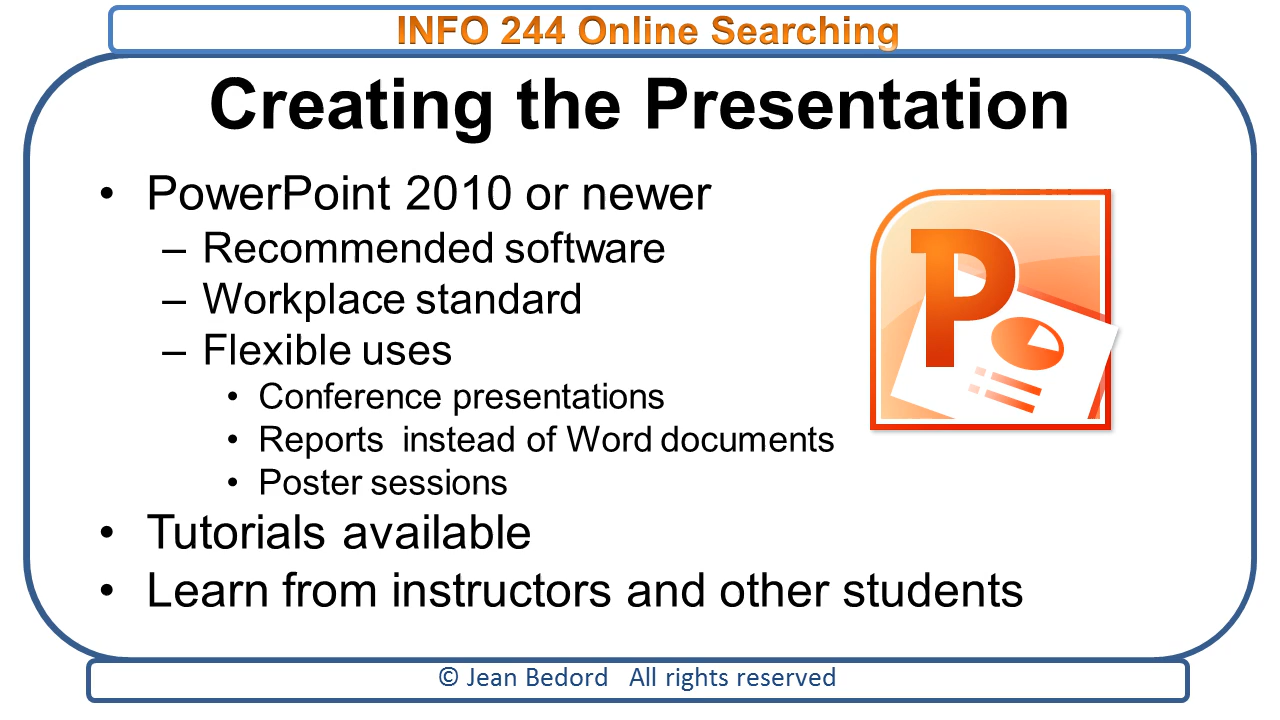 INFO 244 Online Searching
Creating the Presentation
• PowerPoint 2010 or newer
– Recommended software
– Workplace standard
– Flexible uses
• Conference presentations
• Reports  instead of Word documents
• Poster sessions
• Tutorials available
• Learn from instructors and other students
P
© Jean Bedord   All rights reserved